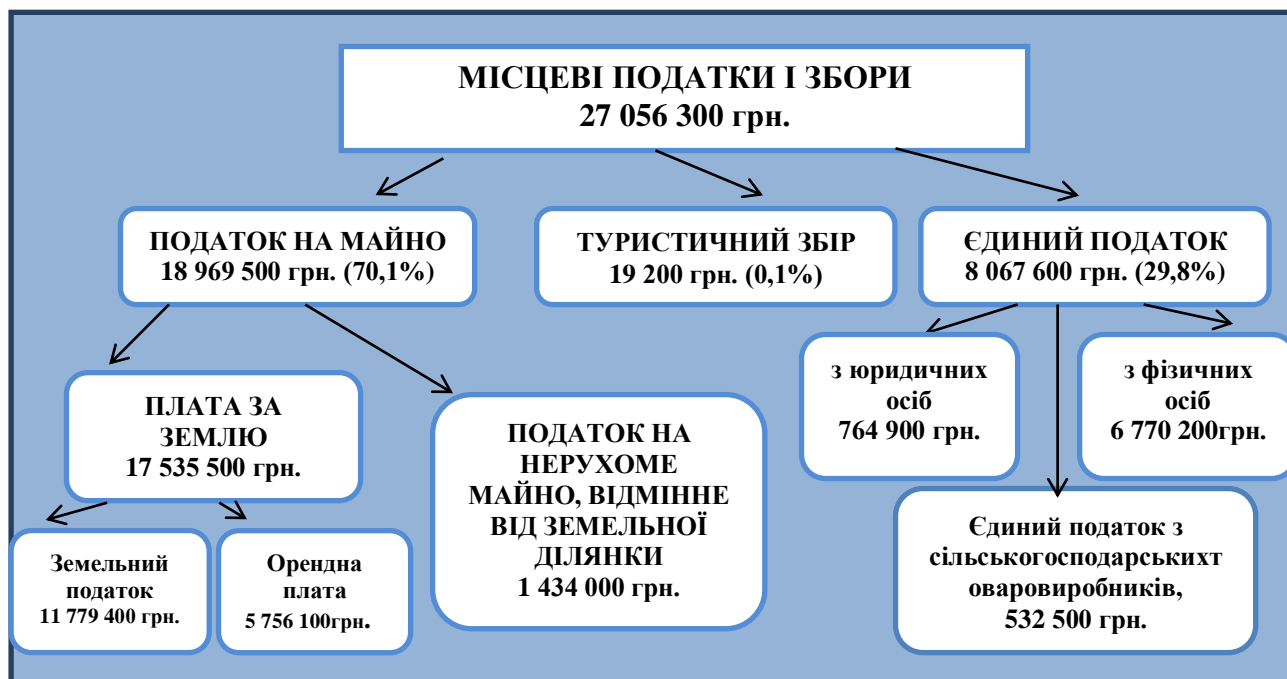 МІСЦЕВІ ПОДАТКИ І ЗБОРИ
27 056 300 грн.
ПОДАТОК НА МАЙНО
18 969 500 грн. (70,1%)
ТУРИСТИЧНИЙ ЗБІР
19 200 грн. (0,1%)
ЄДИНИЙ ПОДАТОК
8 067 600 грн. (29,8%)
ПЛАТА ЗА
ЗЕМЛЮ
17 535 500 грн.
ПОДАТОК НА
НЕРУХОМЕ
МАЙНО, ВІДМІННЕ
ВІД ЗЕМЕЛЬНОЇ
ДІЛЯНКИ
1 434 000 грн.
з юридичних
осіб
764 900 грн.
з фізичних
осіб
6 770 200грн.
Земельний
податок
11 779 400 грн.
Орендна
плата
5 756 100грн.
Єдиний податок з
сільськогосподарськихт
оваровиробників,
532 500 грн.